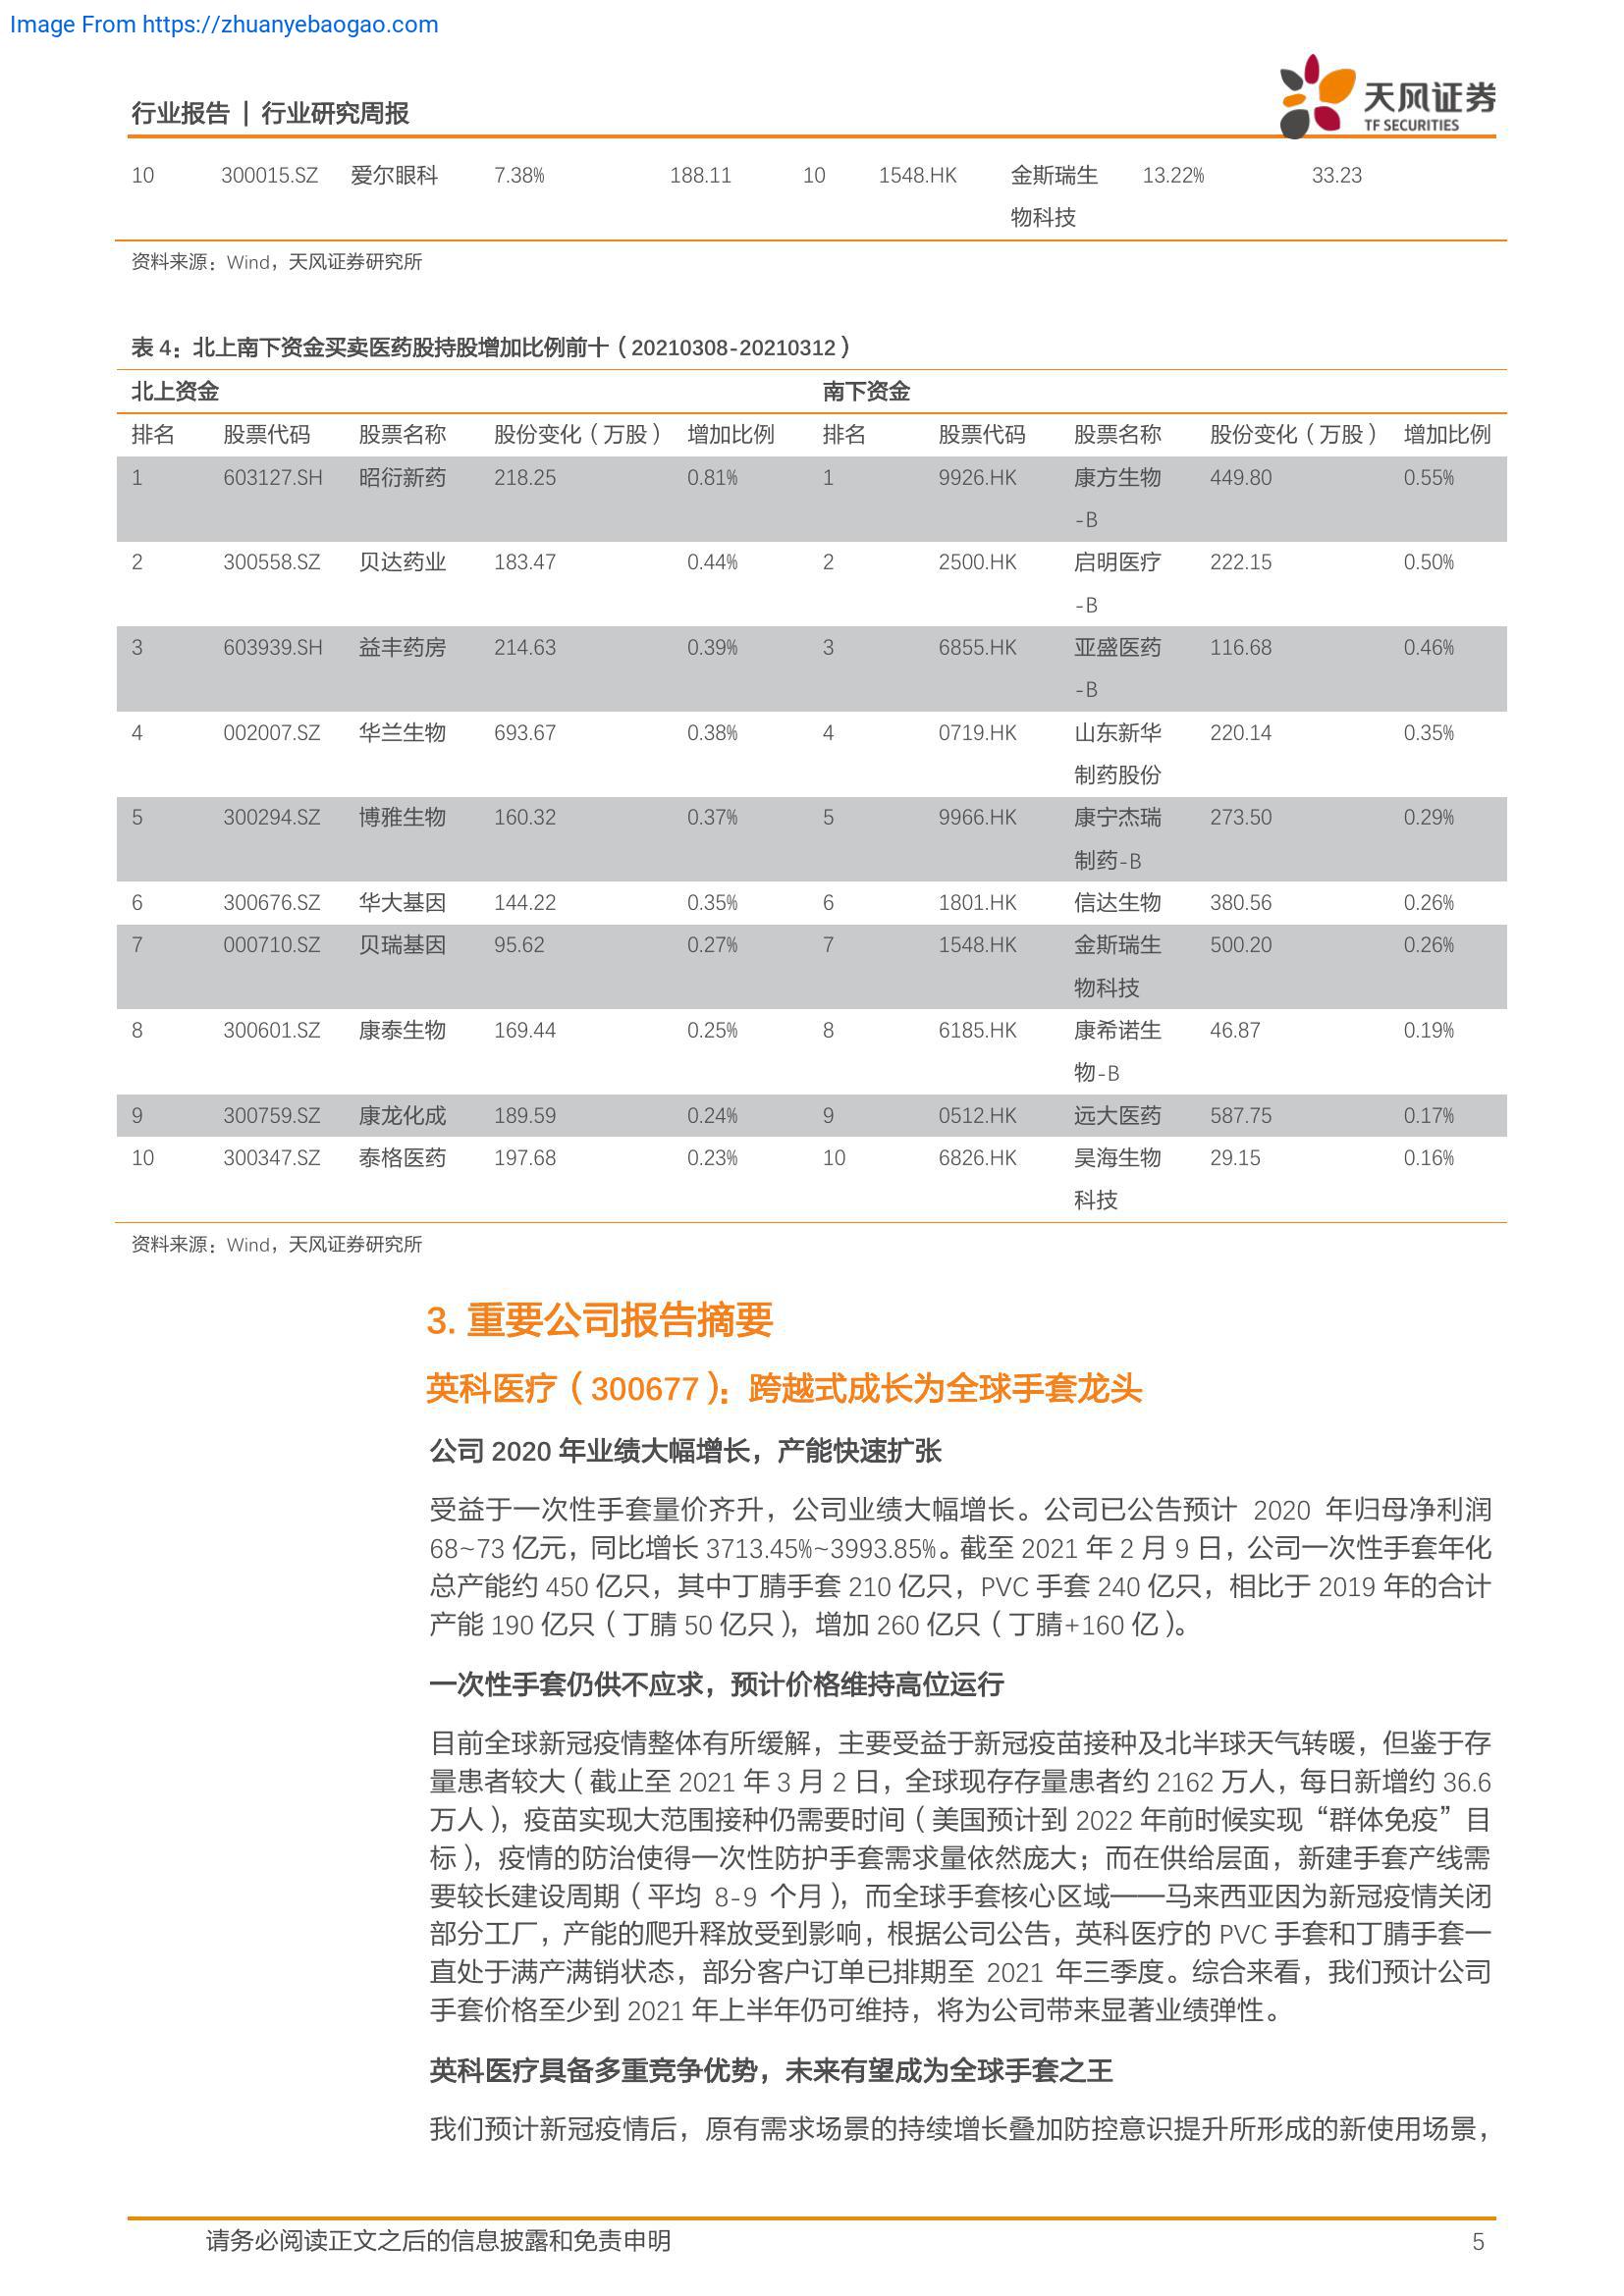 Image From https://zhuanyebaogao.com
行业报告 | 行业研究周报
天风证券
TF SECURITIES
10 300015.SZ 爱尔眼科 7.38% 188.11 10 1548.HK 金斯瑞生 13.22% 33.23
物科技
资料来源：Wind，天风证券研究所
表 4：北上南下资金买卖医药股持股增加比例前十（20210308-20210312）
北上资金 南下资金
排名 股票代码 股票名称 股份变化（万股） 增加比例 排名 股票代码 股票名称 股份变化（万股） 增加比例
1 603127.SH 昭衍新药 218.25 0.81% 1 9926.HK 康方生物 449.80 0.55%
-B
2 300558.SZ 贝达药业 183.47 0.44% 2 2500.HK 启明医疗 222.15 0.50%
-B
3 603939.SH 益丰药房 214.63 0.39% 3 6855.HK 亚盛医药 116.68 0.46%
-B
4 002007.SZ 华兰生物 693.67 0.38% 4 0719.HK 山东新华 220.14 0.35%
制药股份
5 300294.SZ 博雅生物 160.32 0.37% 5 9966.HK 康宁杰瑞 273.50 0.29%
制药-B
6 300676.SZ 华大基因 144.22 0.35% 6 1801.HK 信达生物 380.56 0.26%
7 000710.SZ 贝瑞基因 95.62 0.27% 7 1548.HK 金斯瑞生 500.20 0.26%
物科技
8 300601.SZ 康泰生物 169.44 0.25% 8 6185.HK 康希诺生 46.87 0.19%
物-B
9 300759.SZ 康龙化成 189.59 0.24% 9 0512.HK 远大医药 587.75 0.17%
10 300347.SZ 泰格医药 197.68 0.23% 10 6826.HK 昊海生物 29.15 0.16%
科技
资料来源：Wind，天风证券研究所
3. 重要公司报告摘要
英科医疗（300677）：跨越式成长为全球手套龙头
公司 2020 年业绩大幅增长，产能快速扩张
受益于一次性手套量价齐升，公司业绩大幅增长。公司已公告预计 2020 年归母净利润
68~73 亿元，同比增长 3713.45%~3993.85%。截至 2021 年 2 月 9 日，公司一次性手套年化
总产能约 450 亿只，其中丁腈手套 210 亿只，PVC 手套 240 亿只，相比于 2019 年的合计
产能 190 亿只（丁腈 50 亿只），增加 260 亿只（丁腈+160 亿）。
一次性手套仍供不应求，预计价格维持高位运行
目前全球新冠疫情整体有所缓解，主要受益于新冠疫苗接种及北半球天气转暖，但鉴于存
量患者较大（截止至 2021 年 3 月 2 日，全球现存存量患者约 2162 万人，每日新增约 36.6
万人），疫苗实现大范围接种仍需要时间（美国预计到 2022 年前时候实现“群体免疫”目
标），疫情的防治使得一次性防护手套需求量依然庞大；而在供给层面，新建手套产线需
要较长建设周期（平均 8-9 个月），而全球手套核心区域——马来西亚因为新冠疫情关闭
部分工厂，产能的爬升释放受到影响，根据公司公告，英科医疗的 PVC 手套和丁腈手套一
直处于满产满销状态，部分客户订单已排期至 2021 年三季度。综合来看，我们预计公司
手套价格至少到 2021 年上半年仍可维持，将为公司带来显著业绩弹性。
英科医疗具备多重竞争优势，未来有望成为全球手套之王
我们预计新冠疫情后，原有需求场景的持续增长叠加防控意识提升所形成的新使用场景，
请务必阅读正文之后的信息披露和免责申明 5